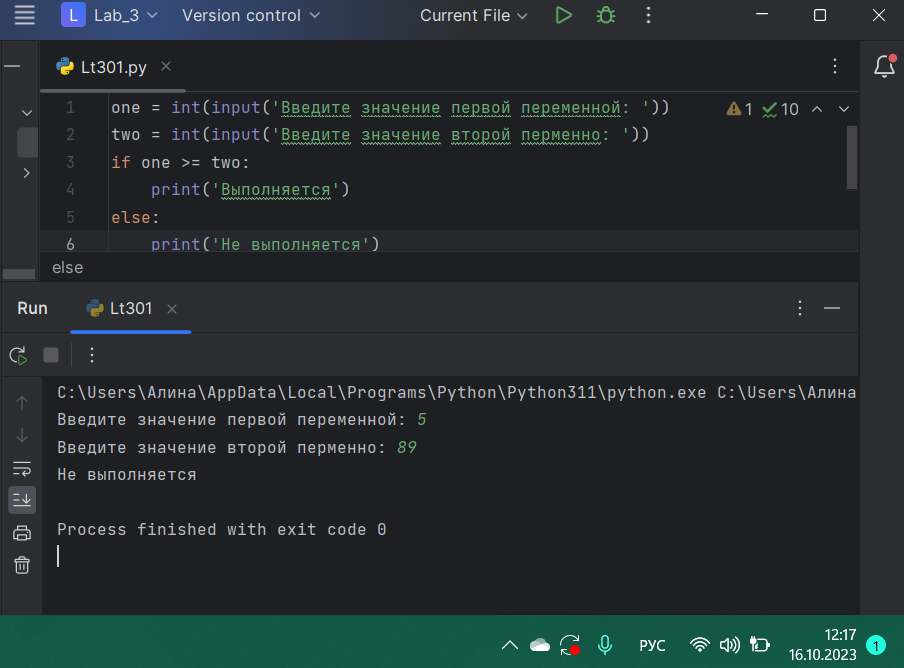 L Lab_3 Version control Current File
Lt301.py
1 one = int(input('Введите значение первой переменной: ')) 1 10
2 two = int(input('Введите значение второй перменно: '))
3 if one >= two:
4 print('Выполняется')
5 else:
6 print('Не выполняется')
else
Run Lt301
C:\Users\Алина\AppData\Local\Programs\Python\Python311\python.exe C:\Users\Алина
Введите значение первой переменной: 5
Введите значение второй перменно: 89
Не выполняется
Process finished with exit code 0
РУС 12:17 1
16.10.2023